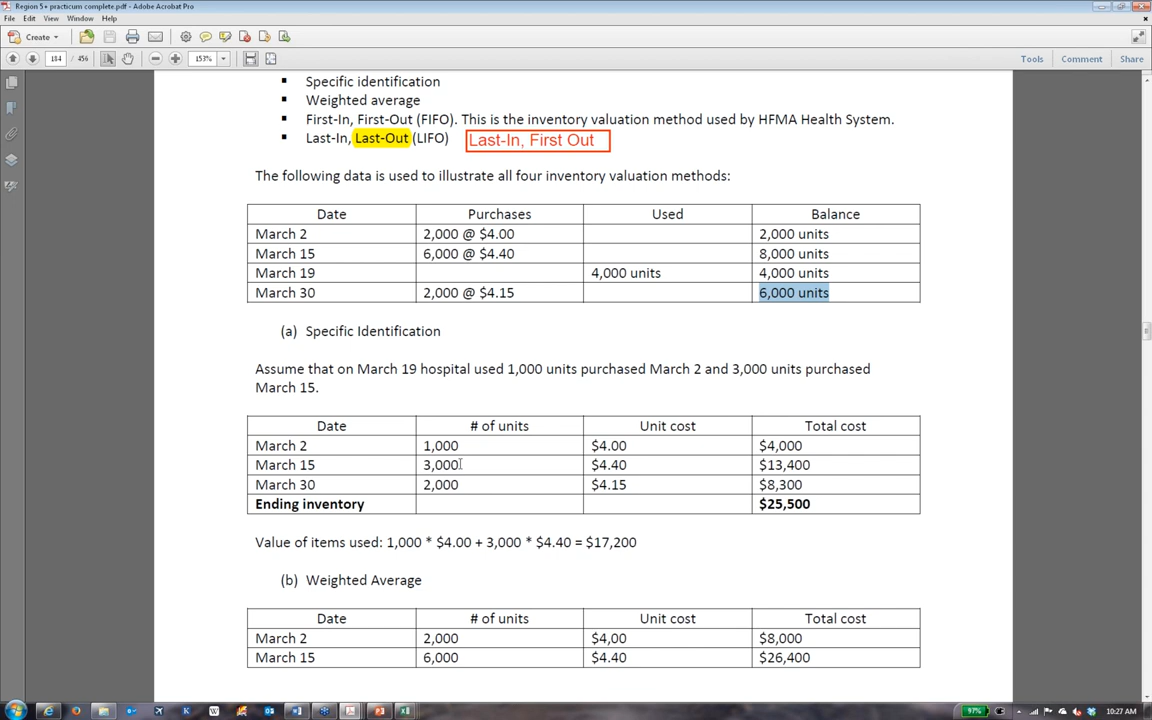 Region 5+ practicum complete.pdf - Adobe Acrobat Pro
File Edit View Window Help
Create
184 / 456 153% Tools Comment Share
▪ Specific identification
▪ Weighted average
▪ First-In, First-Out (FIFO). This is the inventory valuation method used by HFMA Health System.
▪ Last-In, Last-Out (LIFO) Last-In, First Out
The following data is used to illustrate all four inventory valuation methods:
Date Purchases Used Balance
March 2 2,000 @ $4.00 2,000 units
March 15 6,000 @ $4.40 8,000 units
March 19 4,000 units 4,000 units
March 30 2,000 @ $4.15 6,000 units
(a) Specific Identification
Assume that on March 19 hospital used 1,000 units purchased March 2 and 3,000 units purchased
March 15.
Date # of units Unit cost Total cost
March 2 1,000 $4.00 $4,000
March 15 3,000 $4.40 $13,400
March 30 2,000 $4.15 $8,300
Ending inventory $25,500
Value of items used: 1,000 * $4.00 + 3,000 * $4.40 = $17,200
(b) Weighted Average
Date # of units Unit cost Total cost
March 2 2,000 $4,00 $8,000
March 15 6,000 $4.40 $26,400
97% 10:27 AM